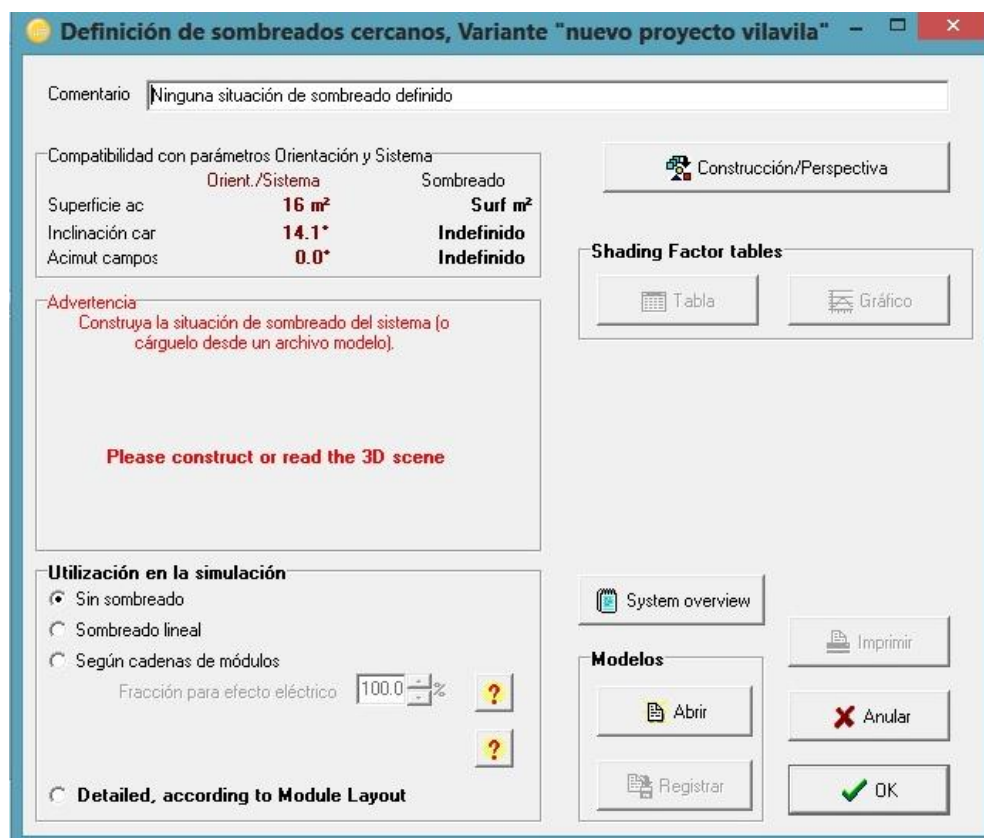 Definición de sombreados cercanos, Variante "nuevo proyecto vilavila"
Comentario Ninguna situación de sombreado definido
Compatibilidad con parámetros Orientación y Sistema
Orient./Sistema Sombreado
Superficie ac 16 m² Surf m²
Inclinación car 14.1° Indefinido
Acimut campos 0.0° Indefinido
Construcción/Perspectiva
Shading Factor tables
Tabla Gráfico
Advertencia
Construya la situación de sombreado del sistema (o
cárguelo desde un archivo modelo).
Please construct or read the 3D scene
Utilización en la simulación
Sin sombreado
Sombreado lineal
Según cadenas de módulos
Fracción para efecto eléctrico 100.0 %
?
?
Detailed, according to Module Layout
System overview
Modelos
Abrir
Registrar
Imprimir
Anular
OK